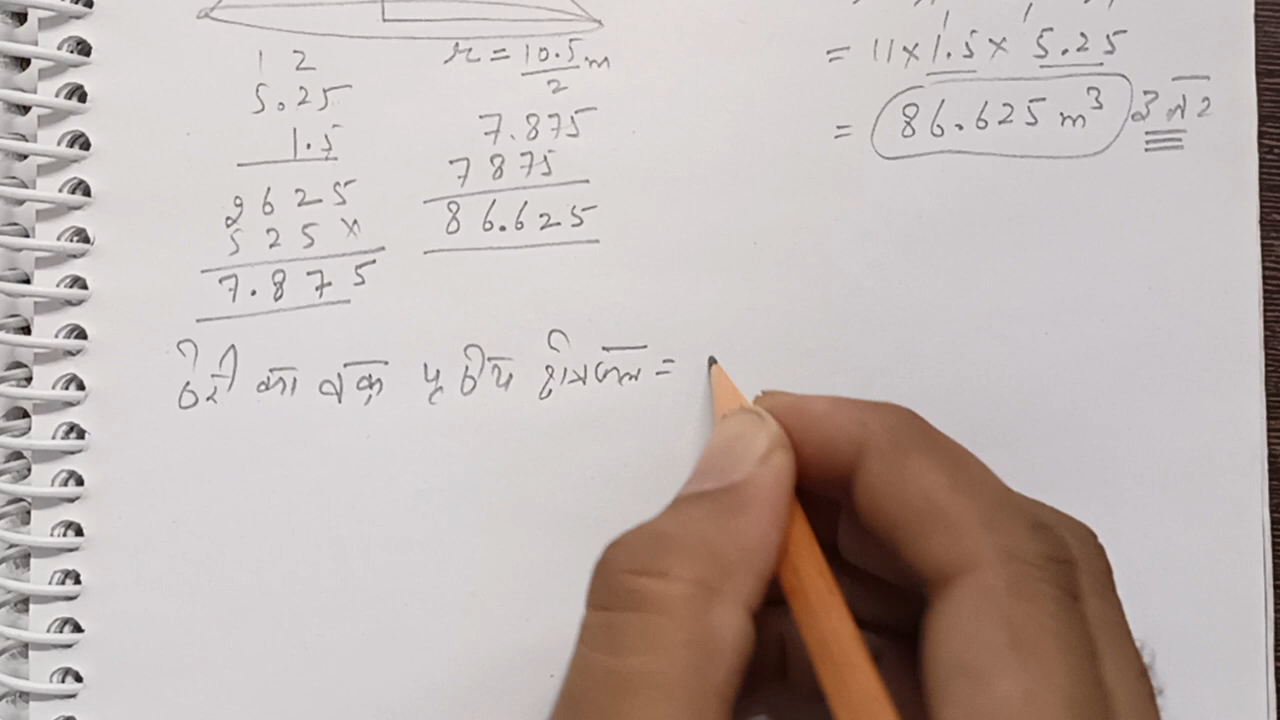 r = 10.5/2 m
1 2
5.25
1.5
2625
525×
7.875
7.875
7875
86.625
= 11 × 1.5 × 5.25
= 86.625 m³ उत्तर
ढेरी का वक्र पृष्ठीय क्षेत्रफल =